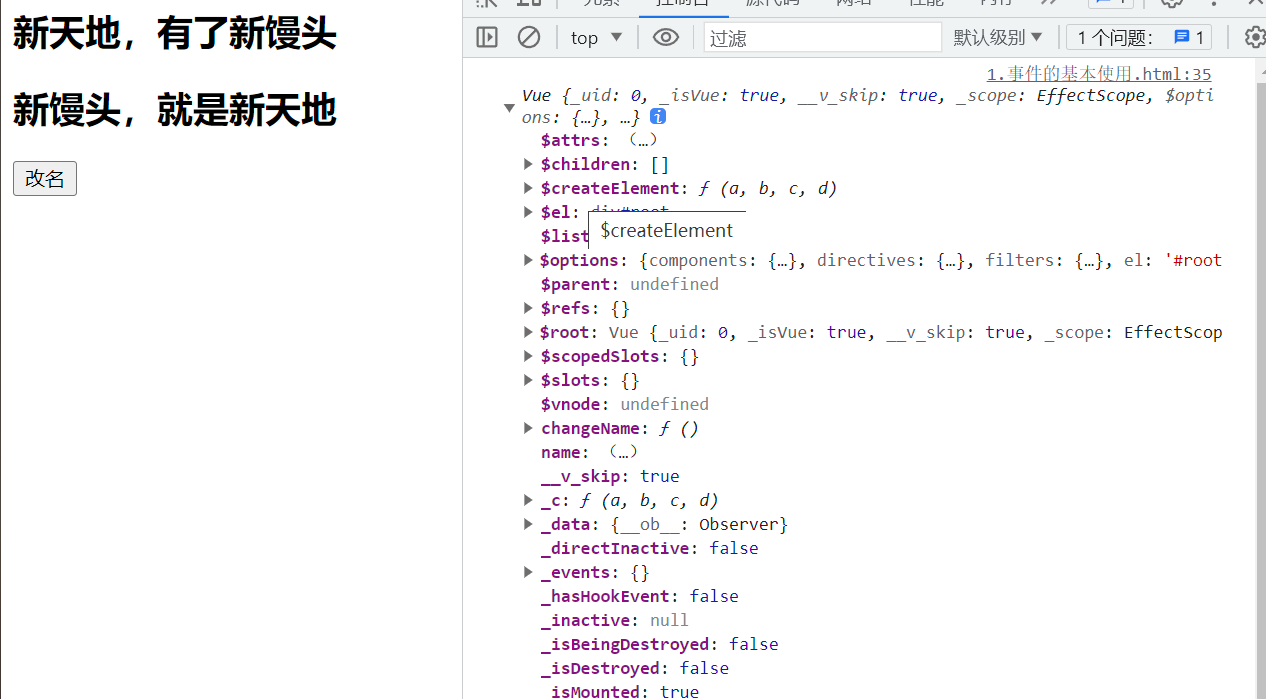 新天地，有了新馒头
新馒头，就是新天地
改名
top
过滤
默认级别
1 个问题：
1
1.事件的基本使用.html:35
Vue {_uid: 0, _isVue: true, __v_skip: true, _scope: EffectScope, $opti
ons: {…}, …}
$attrs: (…)
$children: []
$createElement: ƒ (a, b, c, d)
$el: div#root
$list
$createElement
$options: {components: {…}, directives: {…}, filters: {…}, el: '#root
$parent: undefined
$refs: {}
$root: Vue {_uid: 0, _isVue: true, __v_skip: true, _scope: EffectScop
$scopedSlots: {}
$slots: {}
$vnode: undefined
changeName: ƒ ()
name: (…)
__v_skip: true
_c: ƒ (a, b, c, d)
_data: {__ob__: Observer}
_directInactive: false
_events: {}
_hasHookEvent: false
_inactive: null
_isBeingDestroyed: false
_isDestroyed: false
_isMounted: true